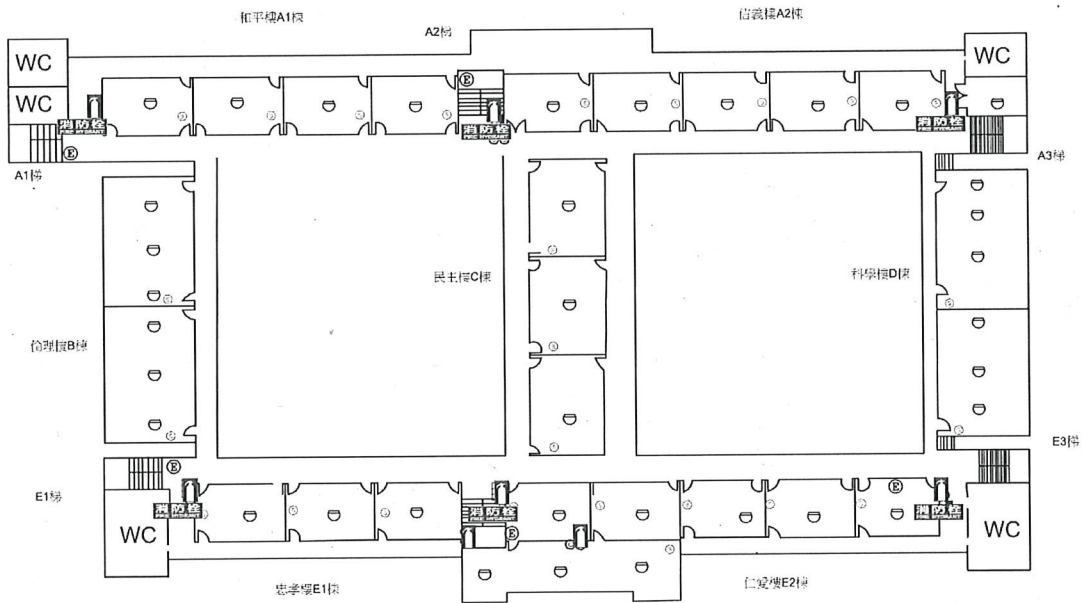 和平樓A1棟
信義樓A2棟
A2梯
WC
WC
WC
E
消防栓
消防栓
消防栓
E
A1梯
A3梯
民主樓C棟
科學樓D棟
倫理樓B棟
E3梯
E
E1梯
E
消防栓
消防栓
消防栓
WC
E
WC
忠孝樓E1棟
仁愛樓E2棟